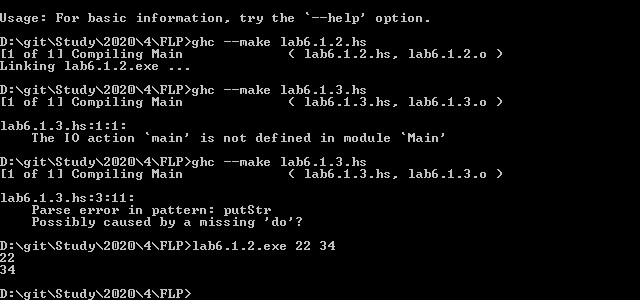 Usage: For basic information, try the `--help' option.
D:\git\Study\2020\4\FLP>ghc --make lab6.1.2.hs
[1 of 1] Compiling Main             ( lab6.1.2.hs, lab6.1.2.o )
Linking lab6.1.2.exe ...
D:\git\Study\2020\4\FLP>ghc --make lab6.1.3.hs
[1 of 1] Compiling Main             ( lab6.1.3.hs, lab6.1.3.o )
lab6.1.3.hs:1:1:
    The IO action `main' is not defined in module `Main'
D:\git\Study\2020\4\FLP>ghc --make lab6.1.3.hs
[1 of 1] Compiling Main             ( lab6.1.3.hs, lab6.1.3.o )
lab6.1.3.hs:3:11:
    Parse error in pattern: putStr
    Possibly caused by a missing 'do'?
D:\git\Study\2020\4\FLP>lab6.1.2.exe 22 34
22
34
D:\git\Study\2020\4\FLP>